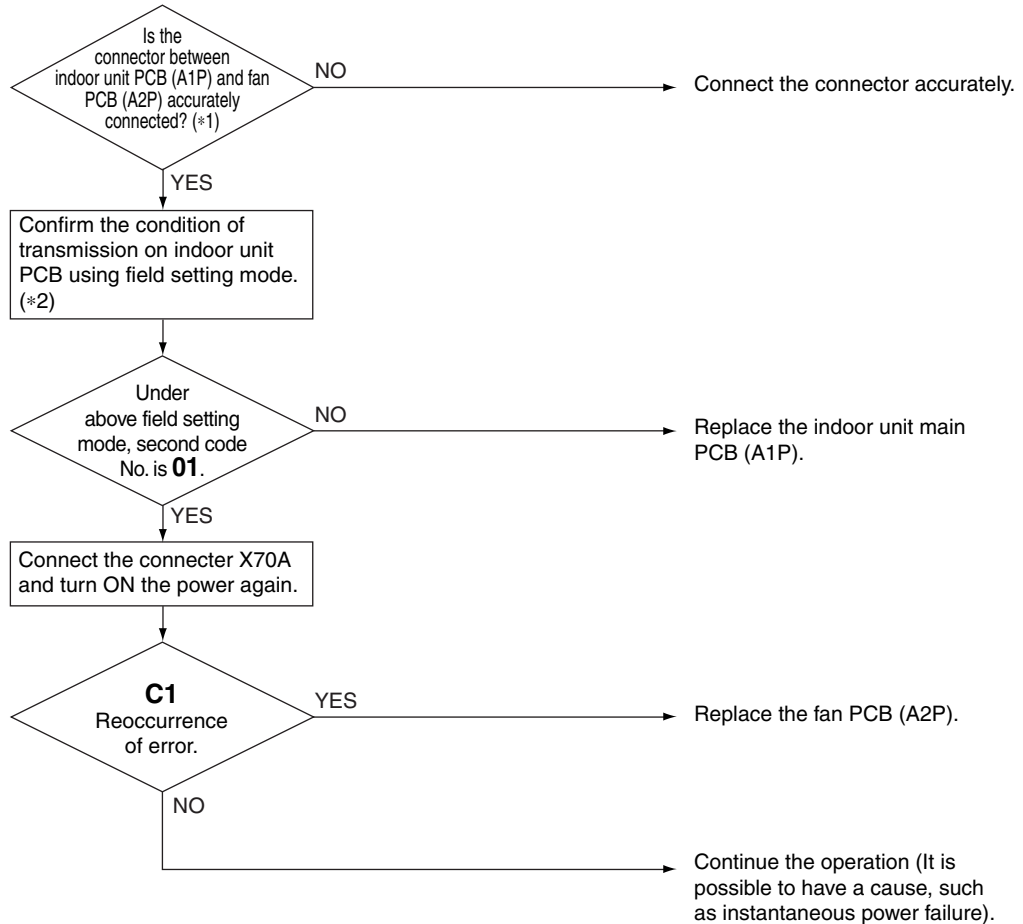 Is the
connector between
indoor unit PCB (A1P) and fan
PCB (A2P) accurately
connected? (*1)
NO
Connect the connector accurately.
YES
Confirm the condition of
transmission on indoor unit
PCB using field setting mode.
(*2)
Under
above field setting
mode, second code
No. is 01.
NO
Replace the indoor unit main
PCB (A1P).
YES
Connect the connecter X70A
and turn ON the power again.
C1
Reoccurrence
of error.
YES
Replace the fan PCB (A2P).
NO
Continue the operation (It is
possible to have a cause, such
as instantaneous power failure).